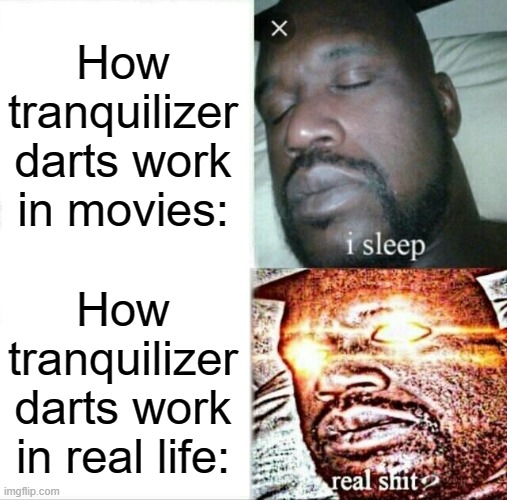 How
tranquilizer
darts work
in movies:
i sleep
How
tranquilizer
darts work
in real life:
real shit?
imgflip.com